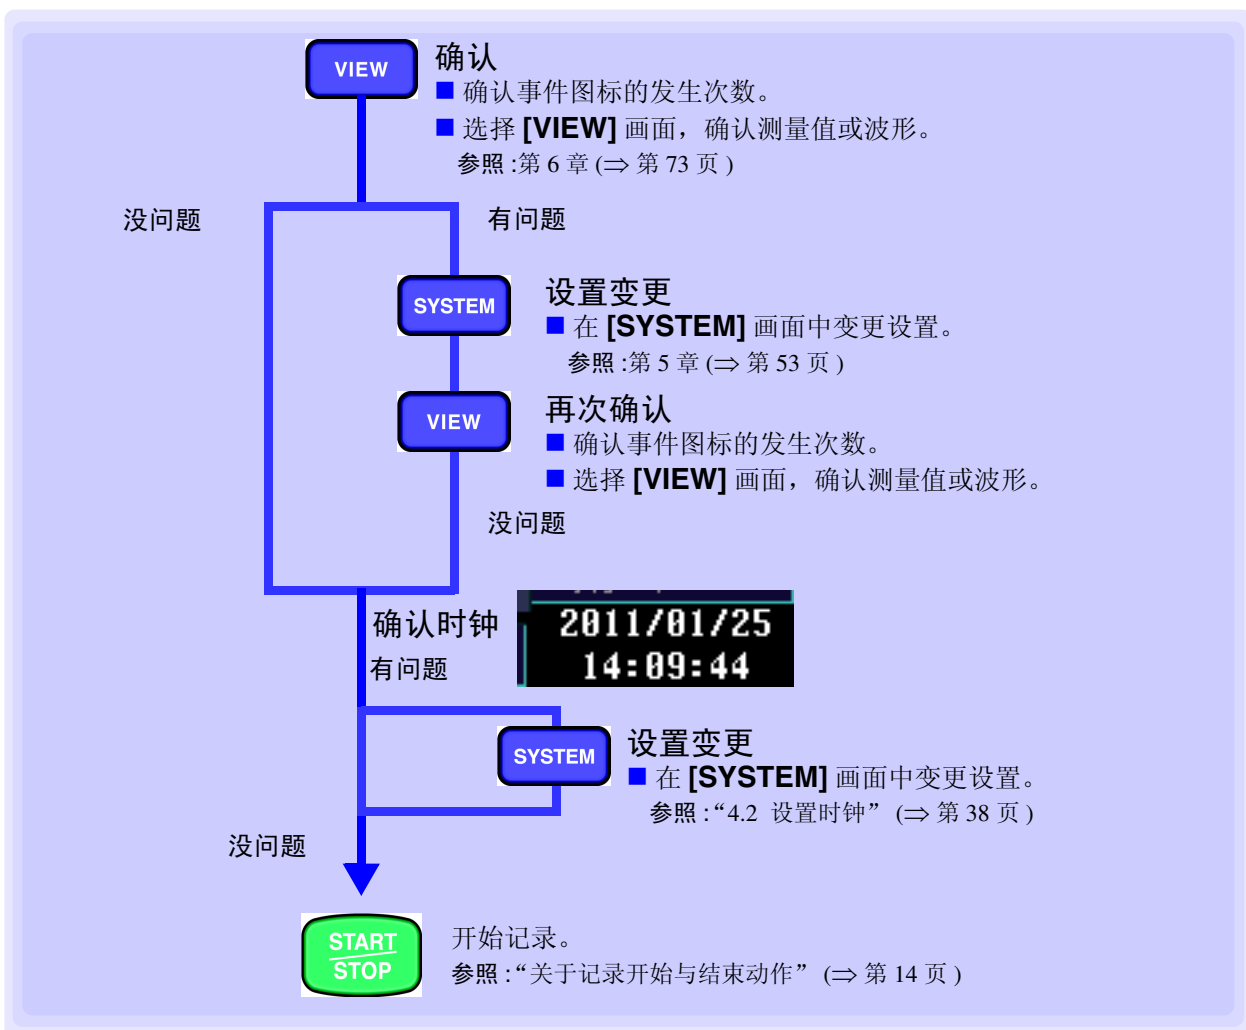 VIEW
确认
■ 确认事件图标的发生次数。
■ 选择 [VIEW] 画面，确认测量值或波形。
参照 :第 6 章 (⇒ 第 73 页 )
没问题
有问题
SYSTEM
设置变更
■ 在 [SYSTEM] 画面中变更设置。
参照 :第 5 章 (⇒ 第 53 页 )
VIEW
再次确认
■ 确认事件图标的发生次数。
■ 选择 [VIEW] 画面，确认测量值或波形。
没问题
确认时钟
2011/01/25
14:09:44
有问题
SYSTEM
设置变更
■ 在 [SYSTEM] 画面中变更设置。
参照 :“4.2 设置时钟” (⇒ 第 38 页 )
没问题
START
STOP
开始记录。
参照 :“关于记录开始与结束动作” (⇒ 第 14 页 )